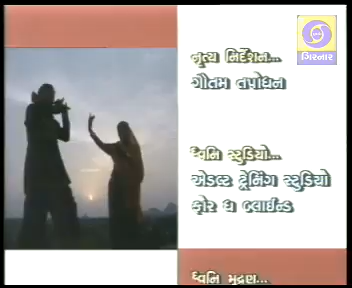 ગિરનાર
નૃત્ય નિર્દેશન...
ગૌતમ તપોધન
ધ્વનિ સ્ટુડિયો...
એડલ્ટ ટ્રેનિંગ સ્ટુડિયો
ફોર ધ બ્લાઈન્ડ
ધ્વનિ મુદ્રણ...